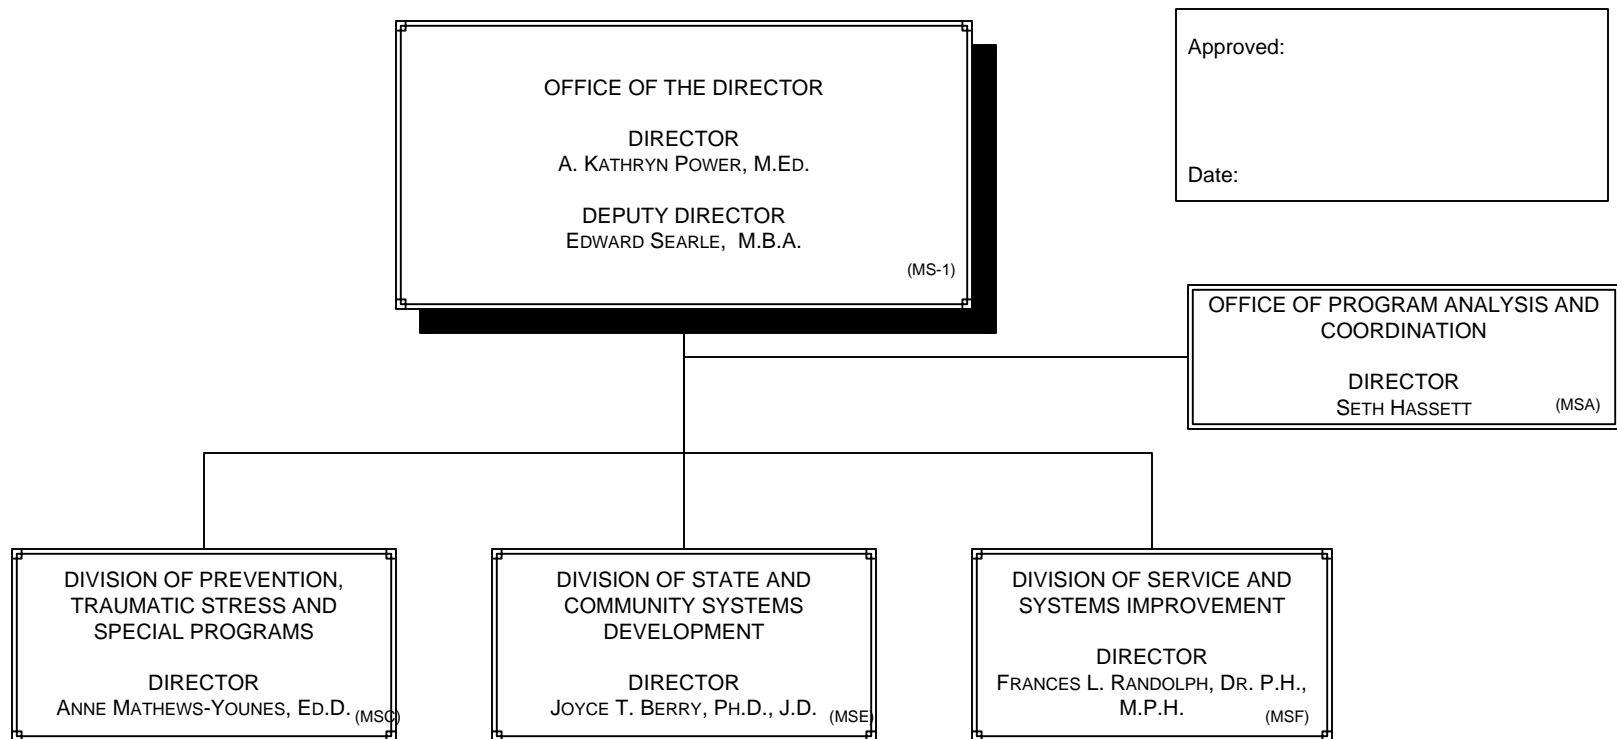 OFFICE OF THE DIRECTOR
DIRECTOR
A. KATHRYN POWER, M.ED.
DEPUTY DIRECTOR
EDWARD SEARLE, M.B.A.
(MS-1)
Approved:
Date:
OFFICE OF PROGRAM ANALYSIS AND
COORDINATION
DIRECTOR
SETH HASSETT
(MSA)
DIVISION OF PREVENTION,
TRAUMATIC STRESS AND
SPECIAL PROGRAMS
DIRECTOR
ANNE MATHEWS-YOUNES, ED.D.
(MSC)
DIVISION OF STATE AND
COMMUNITY SYSTEMS
DEVELOPMENT
DIRECTOR
JOYCE T. BERRY, PH.D., J.D.
(MSE)
DIVISION OF SERVICE AND
SYSTEMS IMPROVEMENT
DIRECTOR
FRANCES L. RANDOLPH, DR. P.H.,
M.P.H.
(MSF)